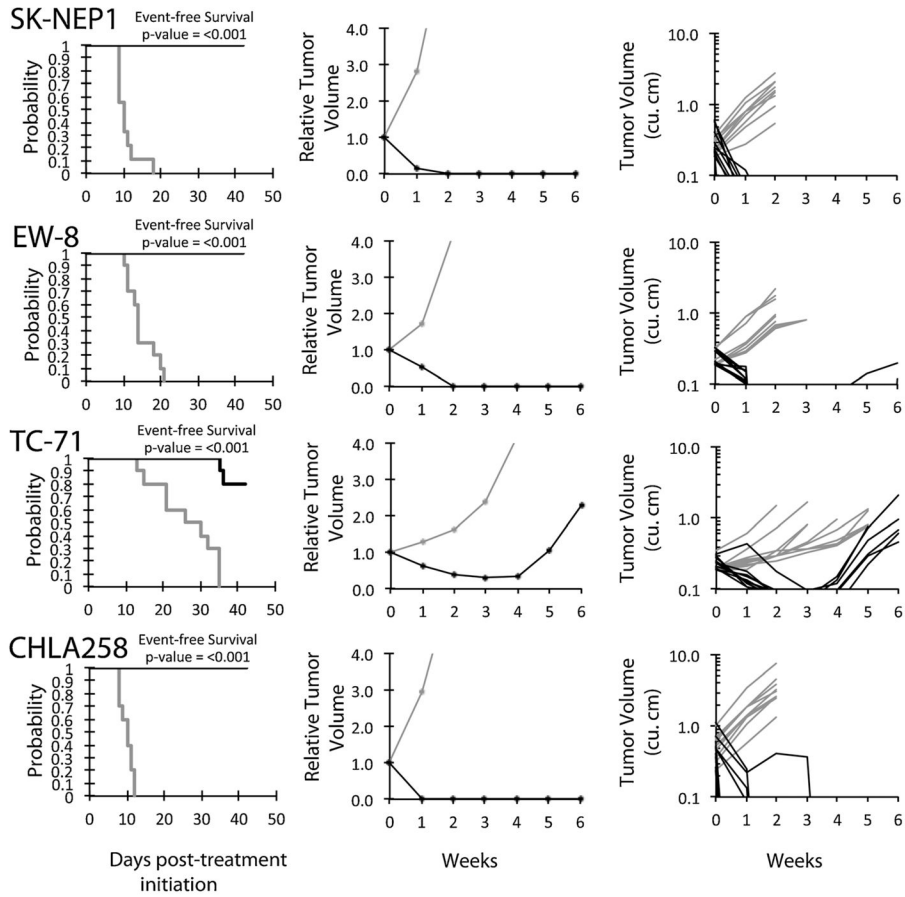 SK-NEP1
Event-free Survival
p-value = <0.001
Probability
1
0.9
0.8
0.7
0.6
0.5
0.4
0.3
0.2
0.1
0
0 10 20 30 40 50
Relative Tumor
Volume
4.0
3.0
2.0
1.0
0.0
0 1 2 3 4 5 6
Tumor Volume
(cu. cm)
10.0
1.0
0.1
0 1 2 3 4 5 6
EW-8
Event-free Survival
p-value = <0.001
Probability
1
0.9
0.8
0.7
0.6
0.5
0.4
0.3
0.2
0.1
0
0 10 20 30 40 50
Relative Tumor
Volume
4.0
3.0
2.0
1.0
0.0
0 1 2 3 4 5 6
Tumor Volume
(cu. cm)
10.0
1.0
0.1
0 1 2 3 4 5 6
TC-71
Event-free Survival
p-value = <0.001
Probability
1
0.9
0.8
0.7
0.6
0.5
0.4
0.3
0.2
0.1
0
0 10 20 30 40 50
Relative Tumor
Volume
4.0
3.0
2.0
1.0
0.0
0 1 2 3 4 5 6
Tumor Volume
(cu. cm)
10.0
1.0
0.1
0 1 2 3 4 5 6
CHLA258
Event-free Survival
p-value = <0.001
Probability
1
0.9
0.8
0.7
0.6
0.5
0.4
0.3
0.2
0.1
0
0 10 20 30 40 50
Days post-treatment
initiation
Relative Tumor
Volume
4.0
3.0
2.0
1.0
0.0
0 1 2 3 4 5 6
Weeks
Tumor Volume
(cu. cm)
10.0
1.0
0.1
0 1 2 3 4 5 6
Weeks